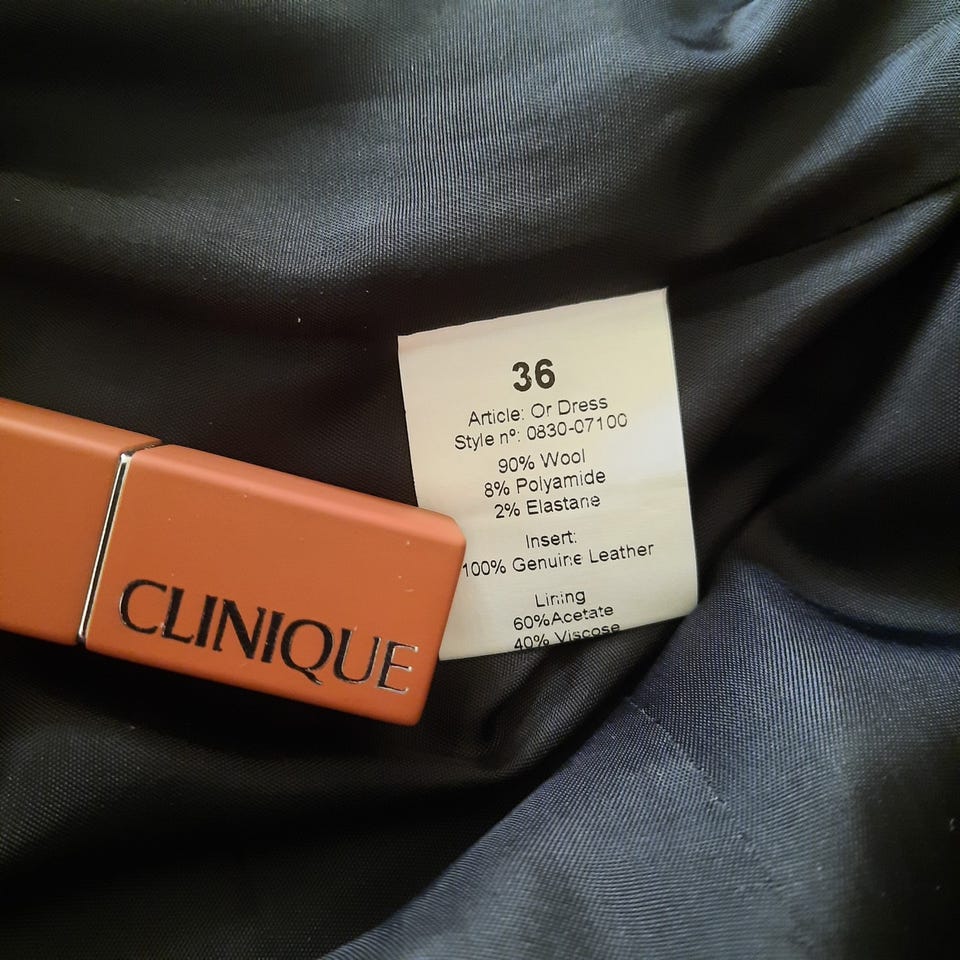 36
Article: Or Dress
Style nº: 0830-07100
90% Wool
8% Polyamide
2% Elastane
Insert:
100% Genuine Leather
Lining
60%Acetate
40% Viscose
CLINIQUE